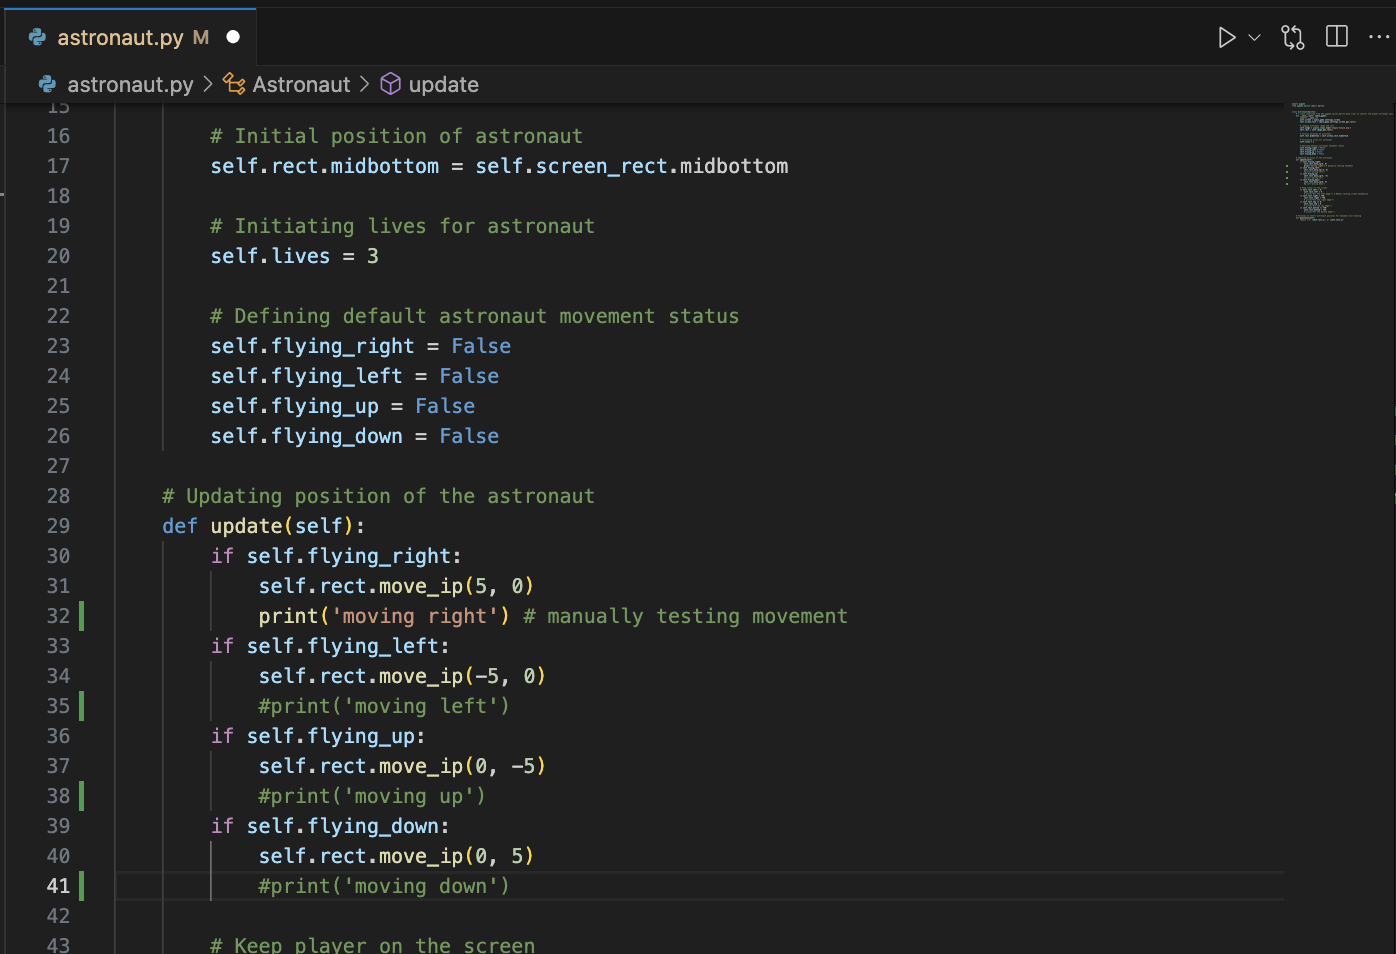 astronaut.py M
astronaut.py > Astronaut > update
15
16 # Initial position of astronaut
17 self.rect.midbottom = self.screen_rect.midbottom
18
19 # Initiating lives for astronaut
20 self.lives = 3
21
22 # Defining default astronaut movement status
23 self.flying_right = False
24 self.flying_left = False
25 self.flying_up = False
26 self.flying_down = False
27
28 # Updating position of the astronaut
29 def update(self):
30 if self.flying_right:
31 self.rect.move_ip(5, 0)
32 print('moving right') # manually testing movement
33 if self.flying_left:
34 self.rect.move_ip(-5, 0)
35 #print('moving left')
36 if self.flying_up:
37 self.rect.move_ip(0, -5)
38 #print('moving up')
39 if self.flying_down:
40 self.rect.move_ip(0, 5)
41 #print('moving down')
42
43 # Keep player on the screen